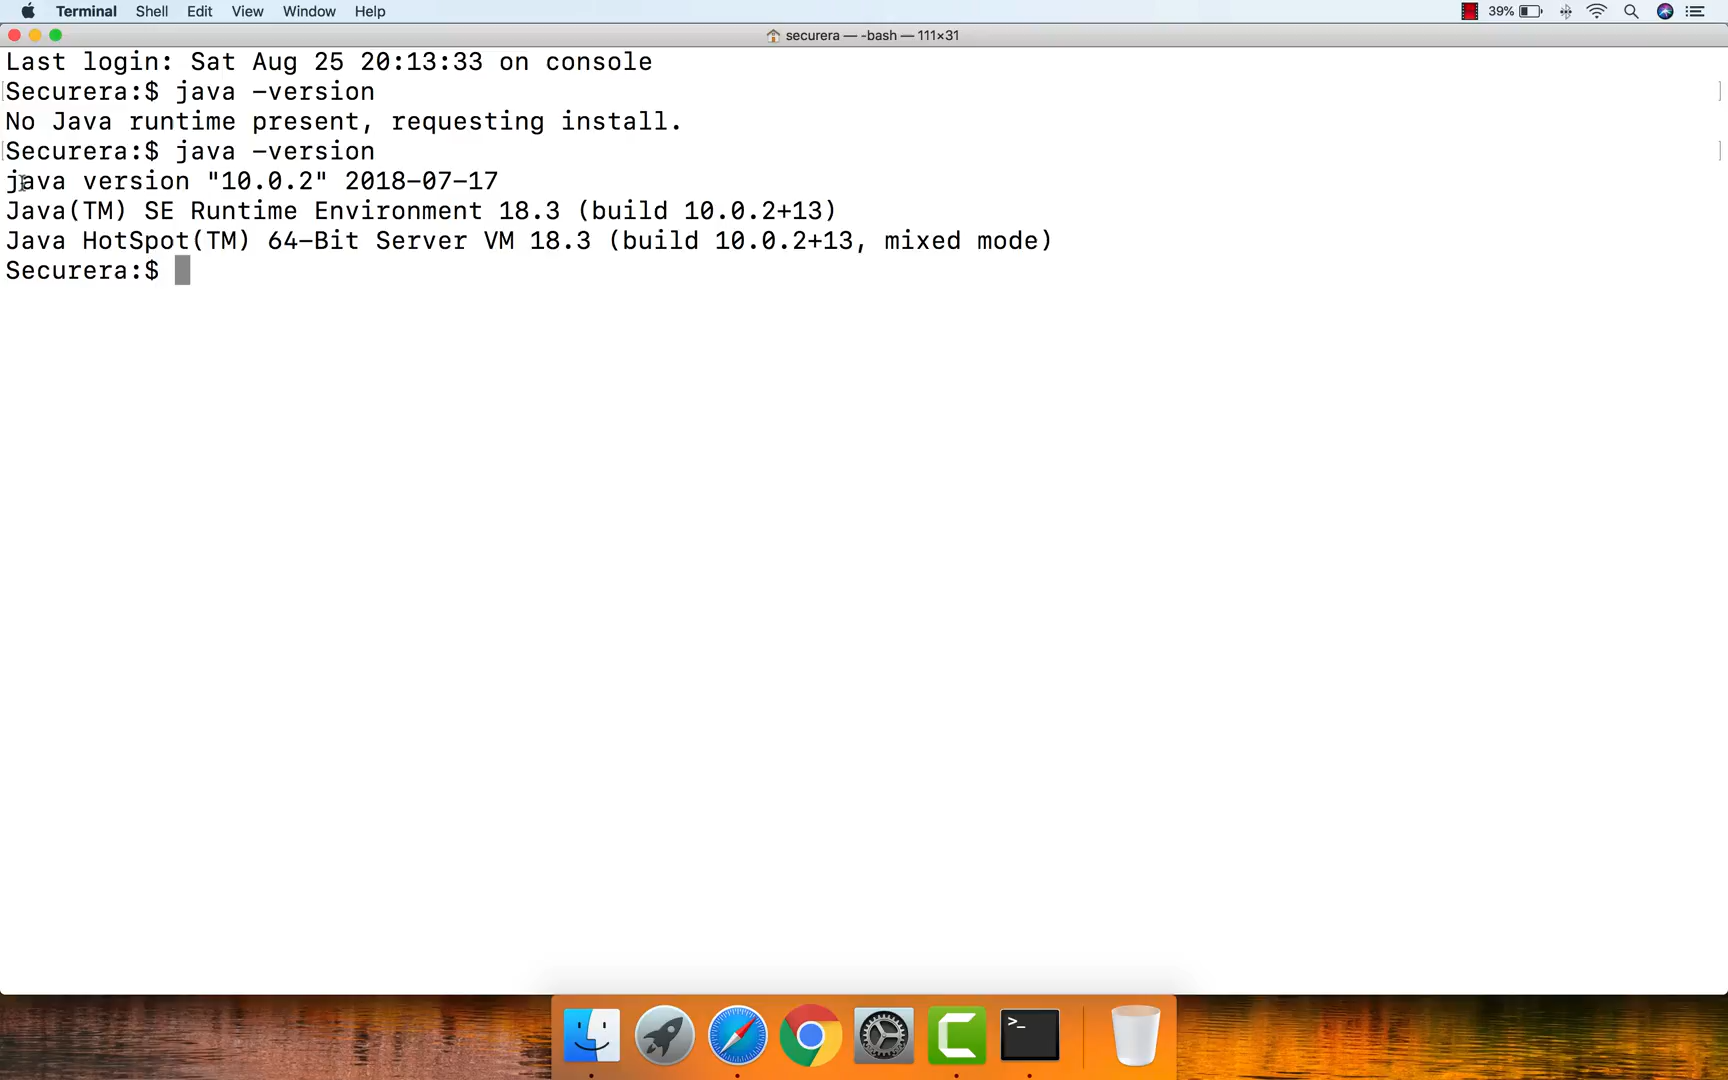 Terminal Shell Edit View Window Help 39%
securera — -bash — 111×31
Last login: Sat Aug 25 20:13:33 on console
Securera:$ java -version
No Java runtime present, requesting install.
Securera:$ java -version
java version "10.0.2" 2018-07-17
Java(TM) SE Runtime Environment 18.3 (build 10.0.2+13)
Java HotSpot(TM) 64-Bit Server VM 18.3 (build 10.0.2+13, mixed mode)
Securera:$
>_